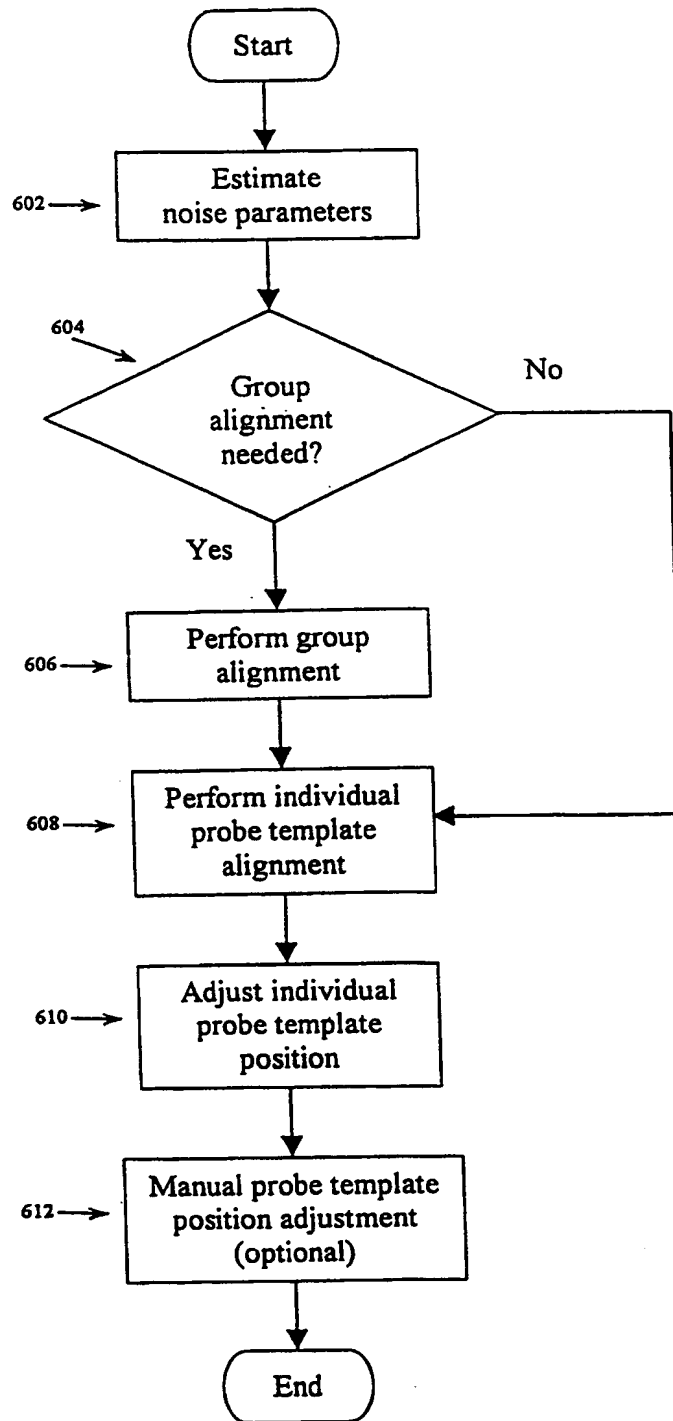 Start
Estimate
noise parameters
602
604
Group
alignment
needed?
No
Yes
Perform group
alignment
606
Perform individual
probe template
alignment
608
Adjust individual
probe template
position
610
Manual probe template
position adjustment
(optional)
612
End